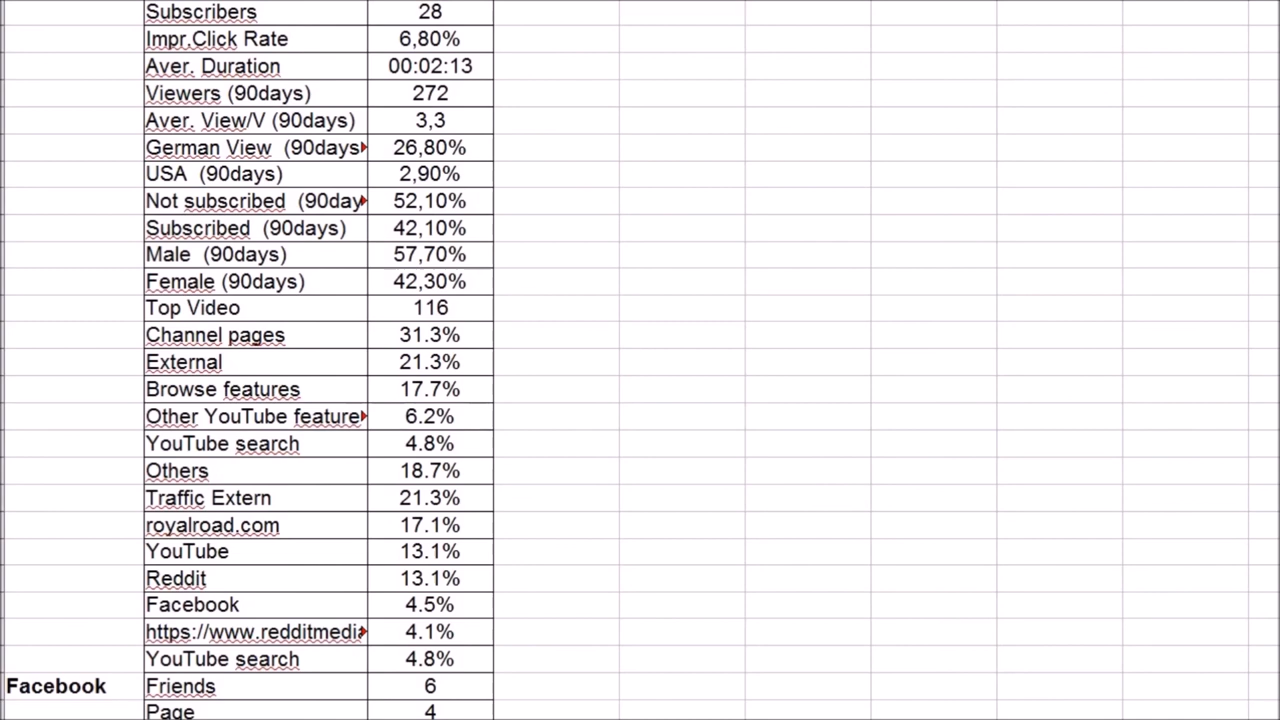 Subscribers 28
Impr.Click Rate 6,80%
Aver. Duration 00:02:13
Viewers (90days) 272
Aver. View/V (90days) 3,3
German View (90days 26,80%
USA (90days) 2,90%
Not subscribed (90day 52,10%
Subscribed (90days) 42,10%
Male (90days) 57,70%
Female (90days) 42,30%
Top Video 116
Channel pages 31.3%
External 21.3%
Browse features 17.7%
Other YouTube feature 6.2%
YouTube search 4.8%
Others 18.7%
Traffic Extern 21.3%
royalroad.com 17.1%
YouTube 13.1%
Reddit 13.1%
Facebook 4.5%
https://www.redditmedi 4.1%
YouTube search 4.8%
Facebook Friends 6
Page 4